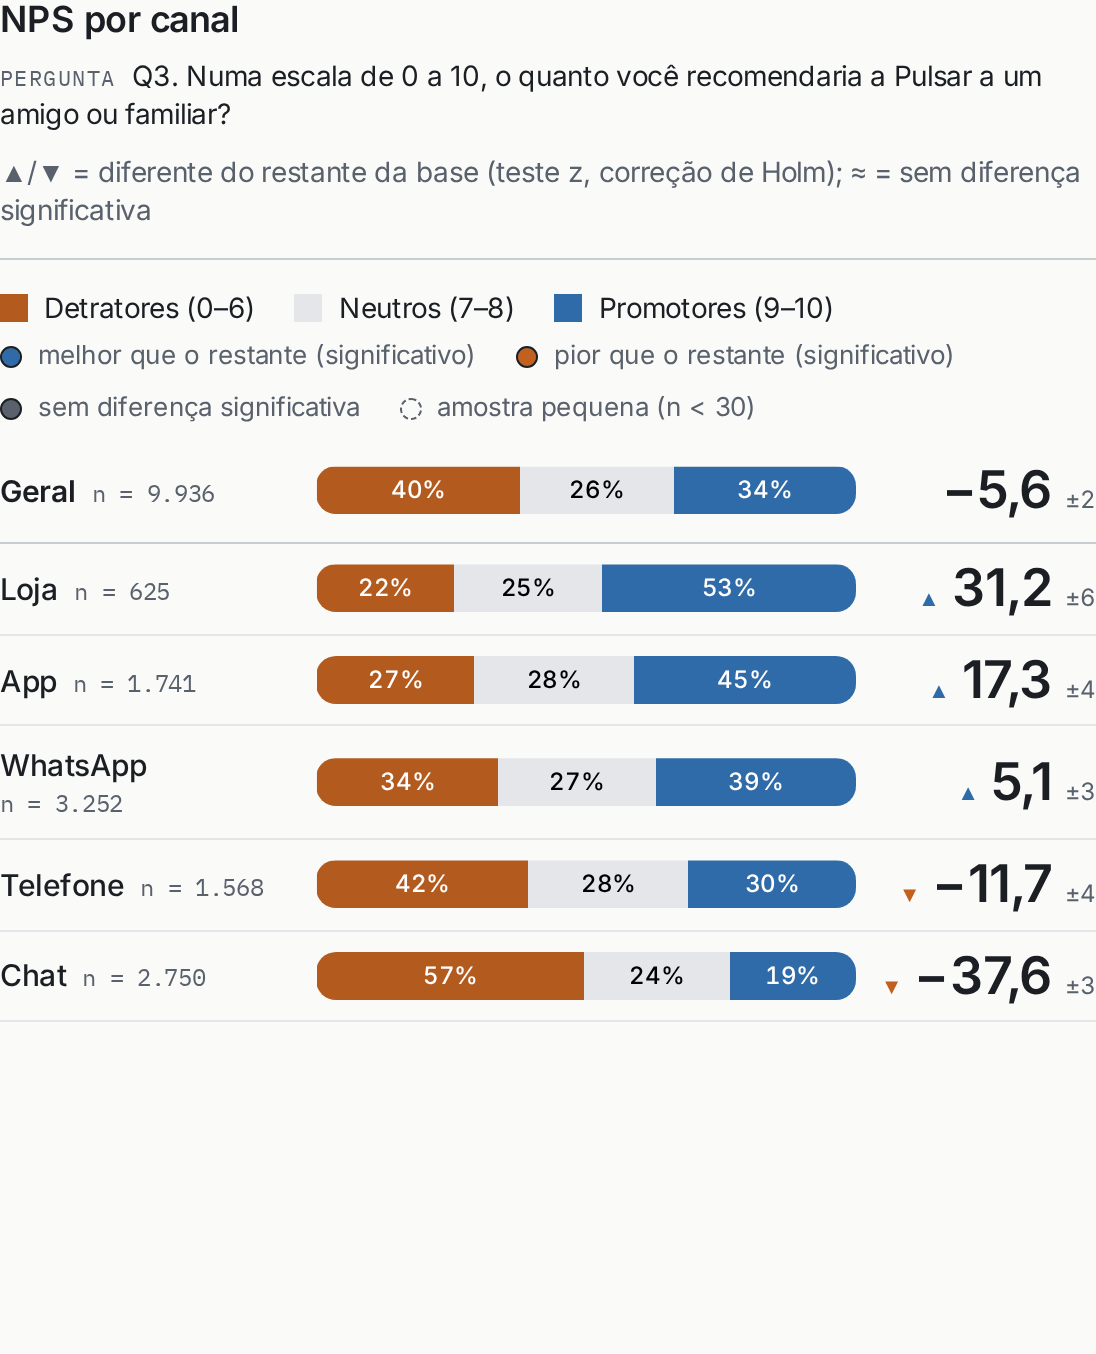 NPS por canal
PERGUNTA Q3. Numa escala de 0 a 10, o quanto você recomendaria a Pulsar a um
amigo ou familiar?
▲/▼ = diferente do restante da base (teste z, correção de Holm); ≈ = sem diferença
significativa
Detratores (0–6) Neutros (7–8) Promotores (9–10)
melhor que o restante (significativo) pior que o restante (significativo)
sem diferença significativa amostra pequena (n < 30)
Geral n = 9.936 40% 26% 34% −5,6 ±2
Loja n = 625 22% 25% 53% ▲ 31,2 ±6
App n = 1.741 27% 28% 45% ▲ 17,3 ±4
WhatsApp
n = 3.252 34% 27% 39% ▲ 5,1 ±3
Telefone n = 1.568 42% 28% 30% ▼ −11,7 ±4
Chat n = 2.750 57% 24% 19% ▼ −37,6 ±3